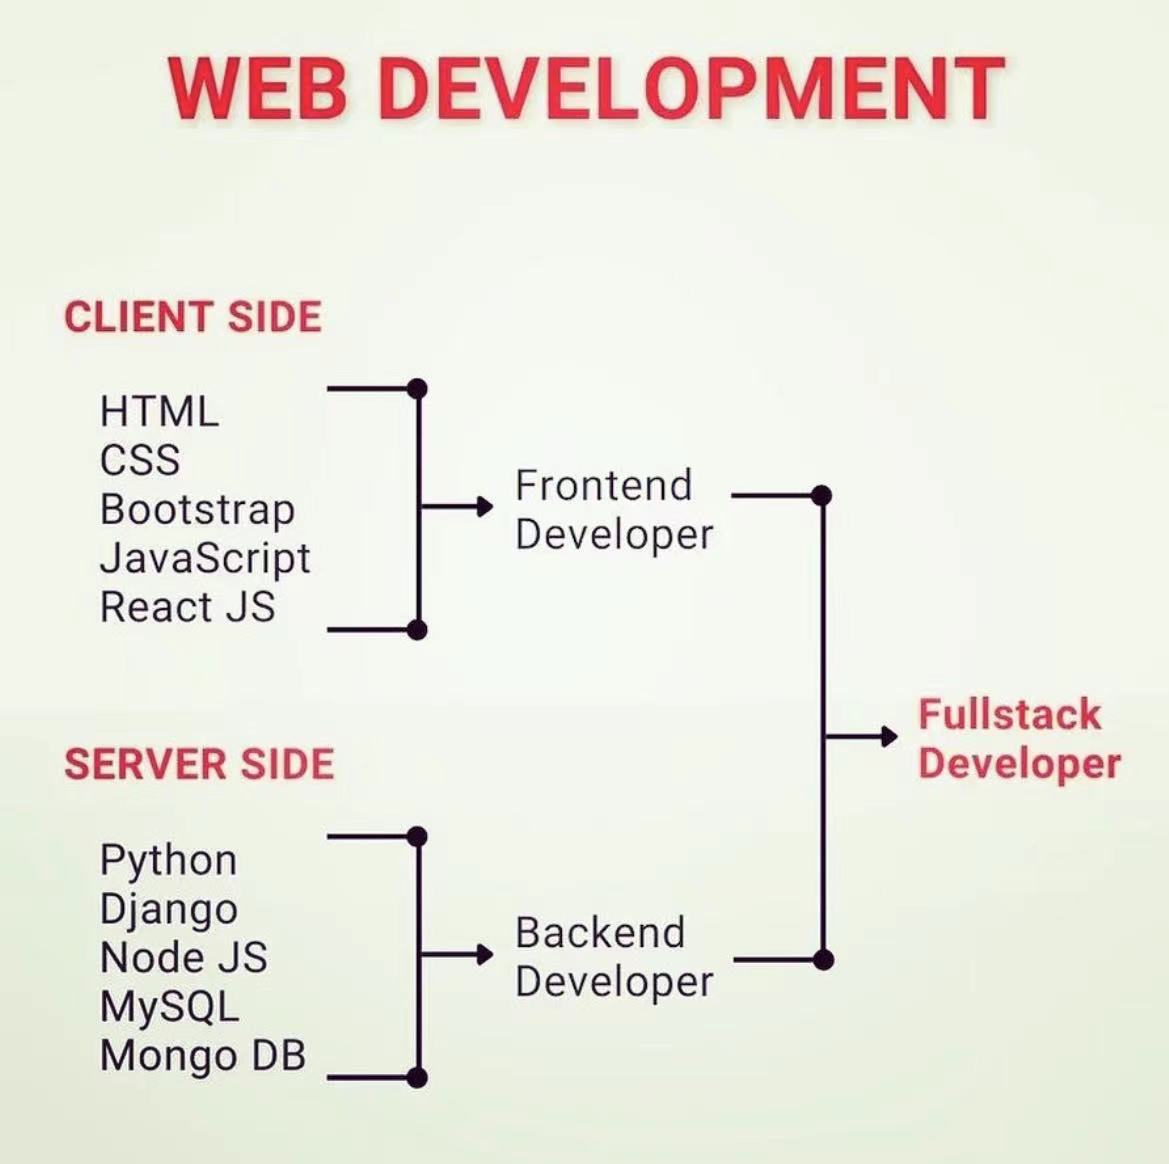 WEB DEVELOPMENT
CLIENT SIDE
HTML
CSS
Bootstrap
JavaScript
React JS
Frontend
Developer
SERVER SIDE
Python
Django
Node JS
MySQL
Mongo DB
Backend
Developer
Fullstack
Developer